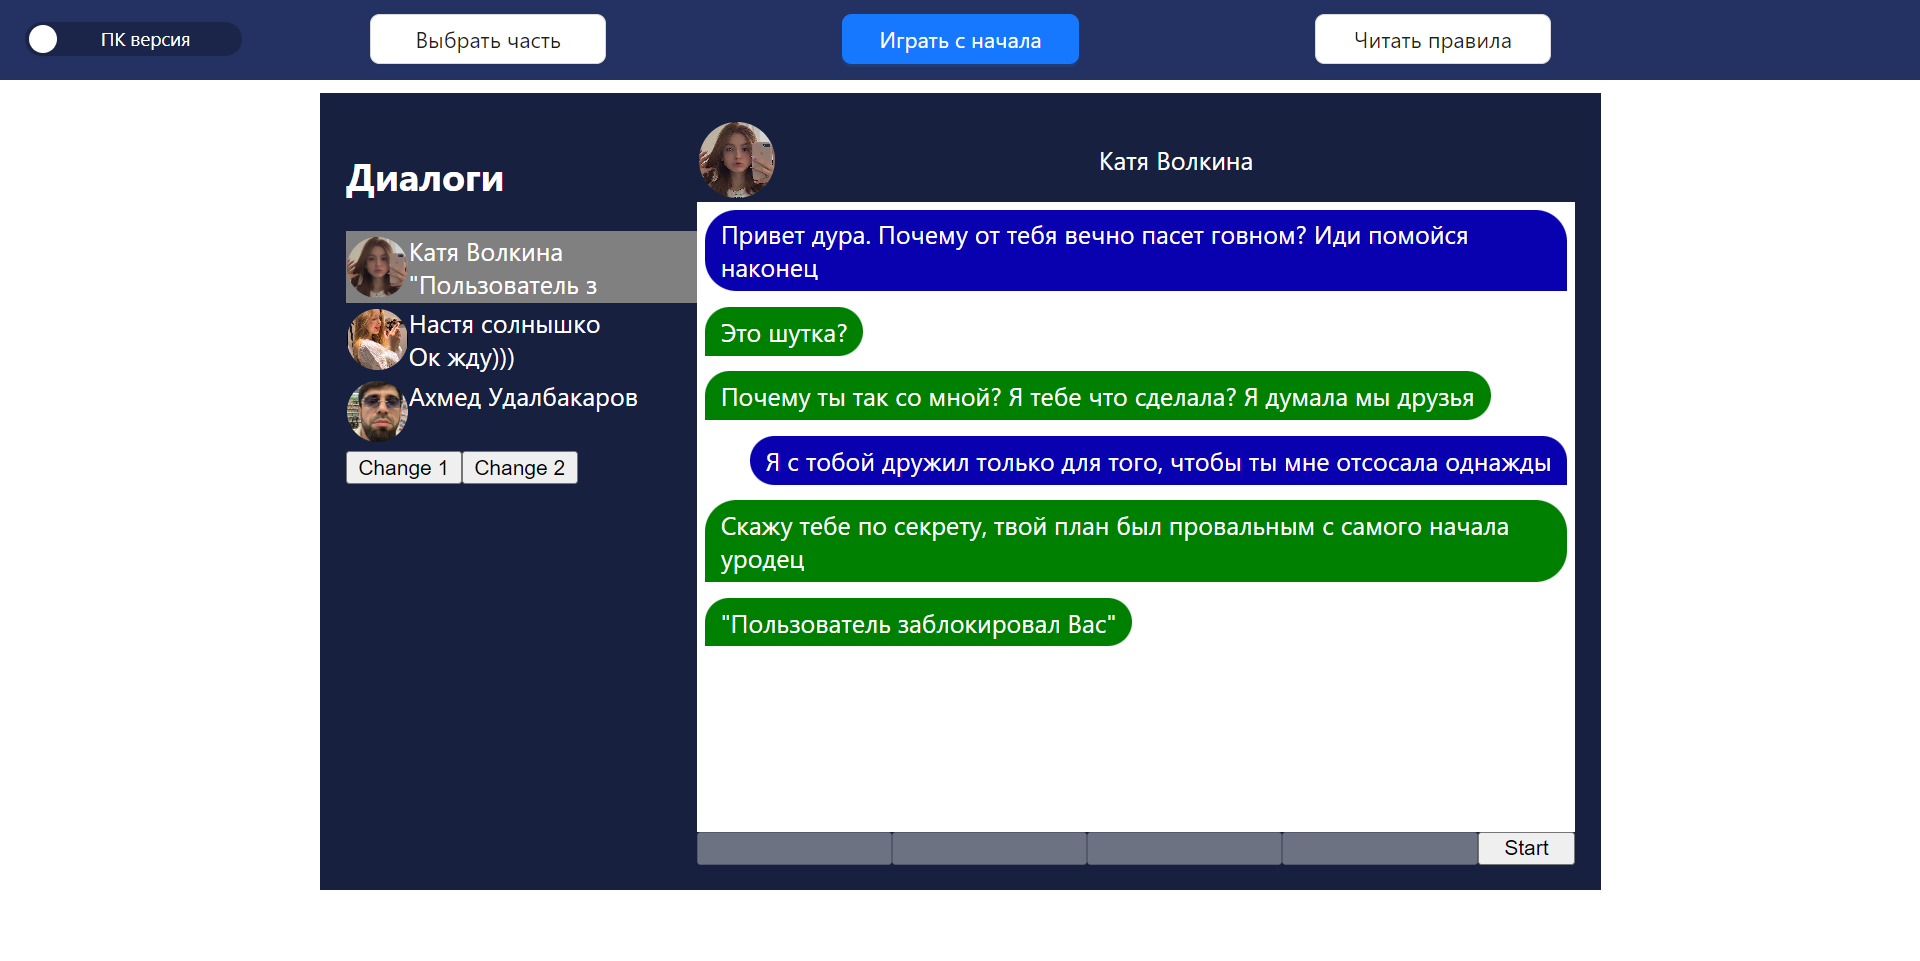 ПК версия
Выбрать часть
Играть с начала
Читать правила
Диалоги
Катя Волкина
"Пользователь з
Настя солнышко
Ок жду)))
Ахмед Удалбакаров
Change 1
Change 2
Катя Волкина
Привет дура. Почему от тебя вечно пасет говном? Иди помойся
наконец
Это шутка?
Почему ты так со мной? Я тебе что сделала? Я думала мы друзья
Я с тобой дружил только для того, чтобы ты мне отсосала однажды
Скажу тебе по секрету, твой план был провальным с самого начала
уродец
"Пользователь заблокировал Вас"
Start